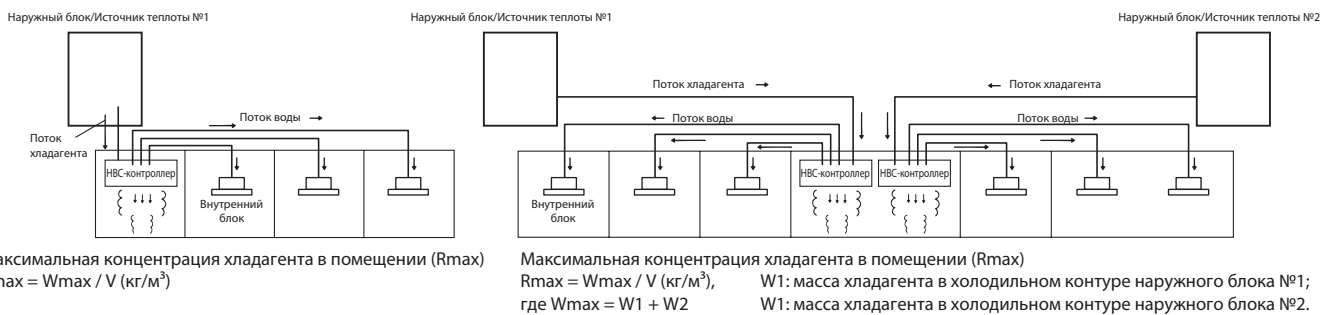 Наружный блок/Источник теплоты №1
Поток воды
Поток
хладагента
НВС-контроллер
Внутренний
блок
аксимальная концентрация хладагента в помещении (Rmax)
max = Wmax / V (кг/м³)
Наружный блок/Источник теплоты №1
Наружный блок/Источник теплоты №2
Поток хладагента
Поток хладагента
Поток воды
Поток воды
НВС-контроллер
НВС-контроллер
Внутренний
блок
Максимальная концентрация хладагента в помещении (Rmax)
Rmax = Wmax / V (кг/м³), W1: масса хладагента в холодильном контуре наружного блока №1;
где Wmax = W1 + W2 W1: масса хладагента в холодильном контуре наружного блока №2.